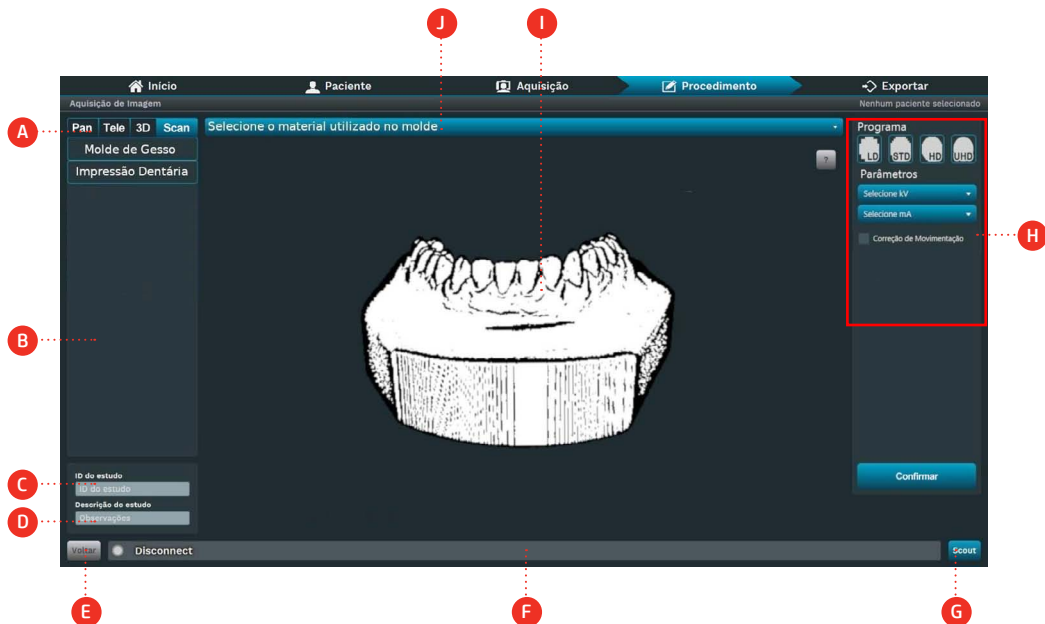 J I
Início Paciente Aquisição Procedimento Exportar
Aquisição de Imagem Nenhum paciente selecionado
A Pan Tele 3D Scan Selecione o material utilizado no molde Programa
Molde de Gesso ? LD STD HD UHD
Impressão Dentária Parâmetros
Selecione kV
Selecione mA
Correção de Movimentação H
B
ID do estudo Confirmar
C ID do estudo
Descrição do estudo
D Observações
Voltar Disconnect Scout
E F G